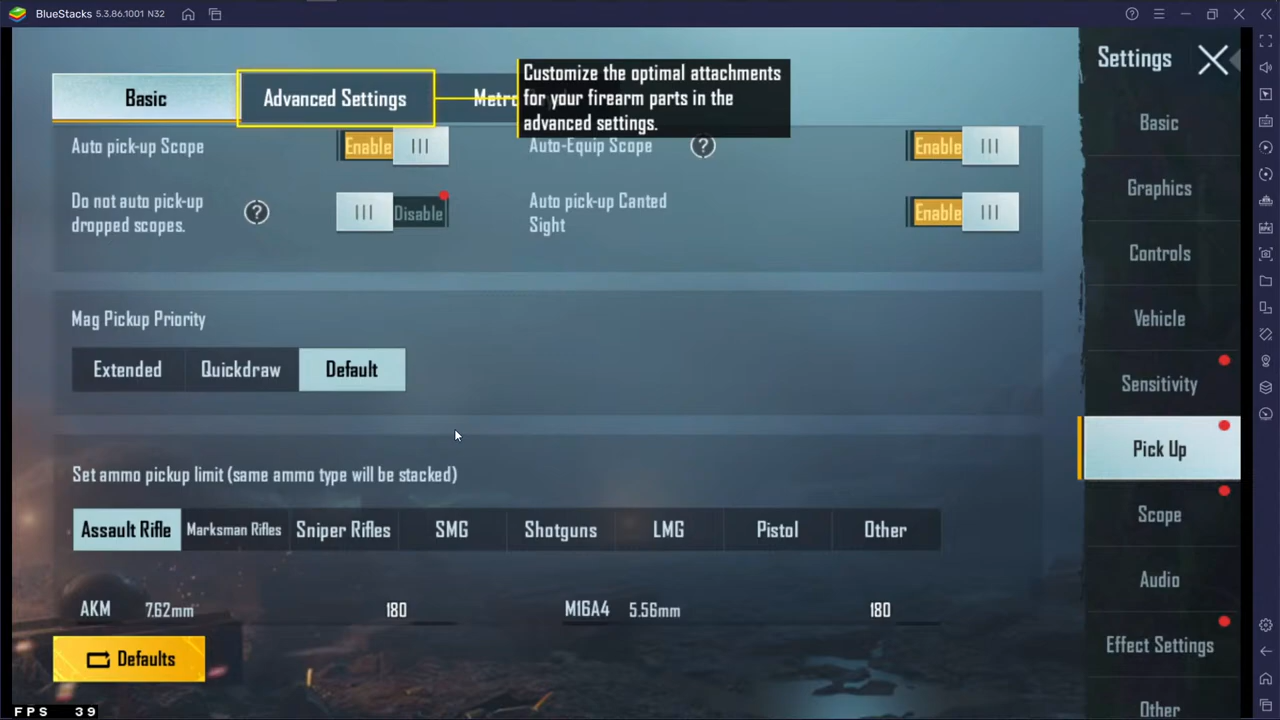 BlueStacks 5.3.86.1001 N32
Settings
Basic
Advanced Settings
Metro
Customize the optimal attachments
for your firearm parts in the
advanced settings.
Auto pick-up Scope
Enable
Auto-Equip Scope
?
Enable
Do not auto pick-up
dropped scopes.
?
Disable
Auto pick-up Canted
Sight
Enable
Mag Pickup Priority
Extended
Quickdraw
Default
Set ammo pickup limit (same ammo type will be stacked)
Assault Rifle
Marksman Rifles
Sniper Rifles
SMG
Shotguns
LMG
Pistol
Other
AKM 7.62mm 180
M16A4 5.56mm 180
Defaults
FPS 39
Basic
Graphics
Controls
Vehicle
Sensitivity
Pick Up
Scope
Audio
Effect Settings
Other